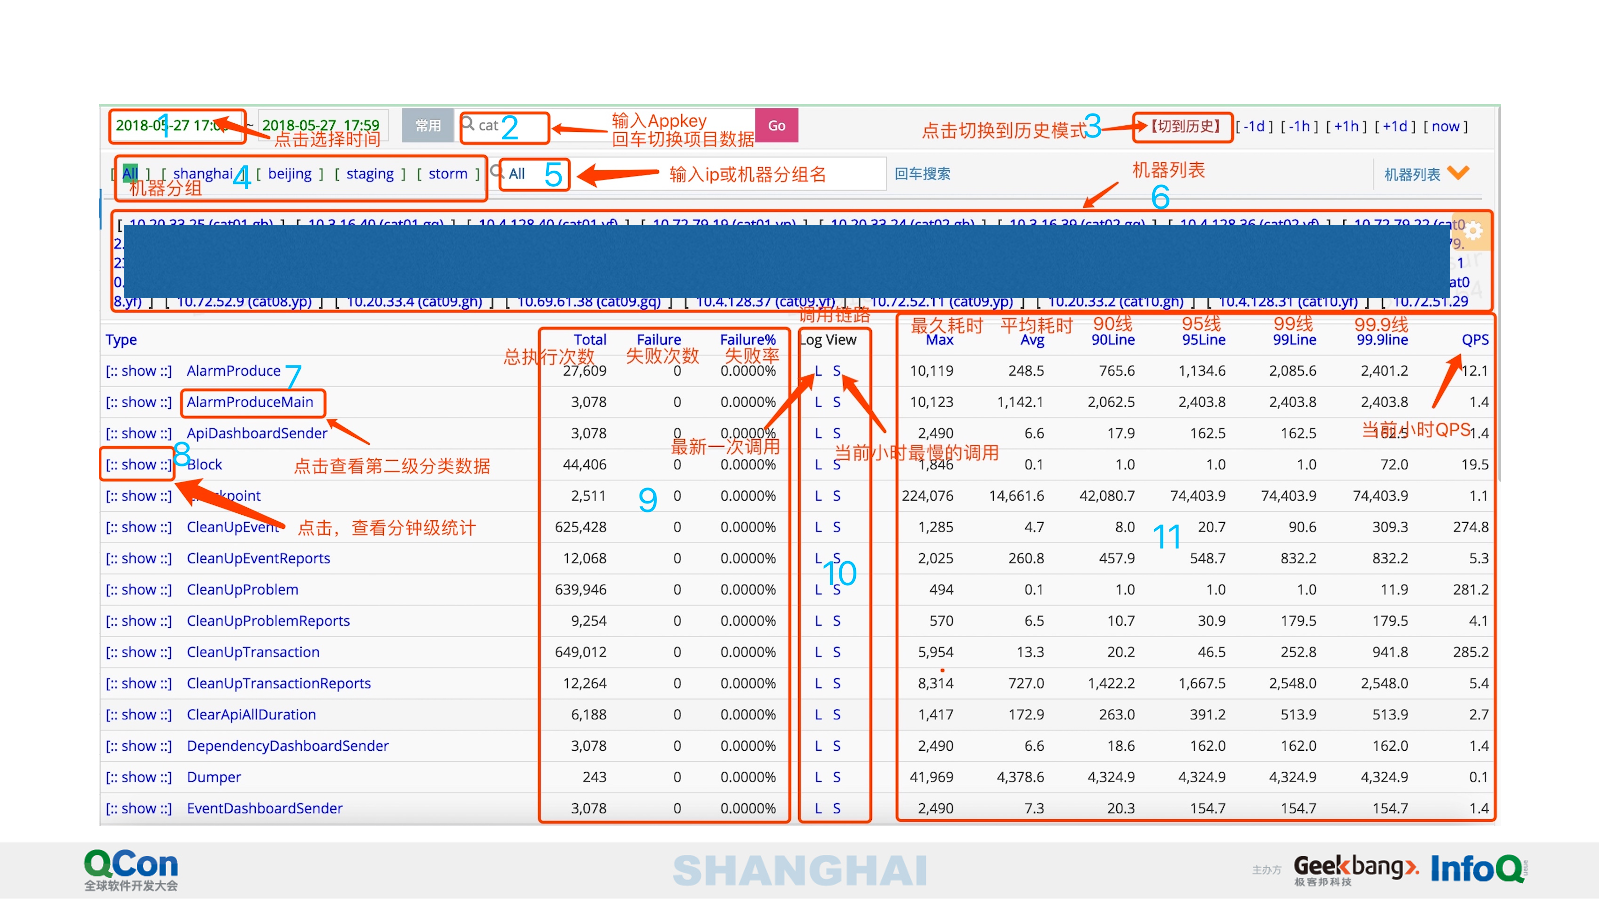 2018-05-27 17:0 ~ 2018-05-27 17:59 常用 cat Go 【切到历史】 [ -1d ] [ -1h ] [ +1h ] [ +1d ] [ now ]
1 点击选择时间 2 输入Appkey
回车切换项目数据 点击切换到历史模式 3
[ All ] [ shanghai ] [ beijing ] [ staging ] [ storm ] All 回车搜索 机器列表
机器分组 4 5 输入ip或机器分组名 机器列表
6
[ 10.20.33.25 (cat01.gh) ] [ 10.3.16.40 (cat01.gq) ] [ 10.4.128.40 (cat01.yf) ] [ 10.72.79.19 (cat01.yp) ] [ 10.20.33.24 (cat02.gh) ] [ 10.3.16.39 (cat02.gq) ] [ 10.4.128.36 (cat02.yf) ] [ 10.72.79.22 (cat0
2. 79.
2 1
0. at0
8.yf) ] [ 10.72.52.9 (cat08.yp) ] [ 10.20.33.4 (cat09.gh) ] [ 10.69.61.38 (cat09.gq) ] [ 10.4.128.37 (cat09.yf) ] [ 10.72.52.11 (cat09.yp) ] [ 10.20.33.2 (cat10.gh) ] [ 10.4.128.31 (cat10.yf) ] [ 10.72.51.29
调用链路 最久耗时 平均耗时 90线 95线 99线 99.9线
Type Total Failure Failure% Log View Max Avg 90Line 95Line 99Line 99.9line QPS
总执行次数 失败次数 失败率
[:: show ::] AlarmProduce 27,609 0 0.0000% L S 10,119 248.5 765.6 1,134.6 2,085.6 2,401.2 12.1
7
[:: show ::] AlarmProduceMain 3,078 0 0.0000% L S 10,123 1,142.1 2,062.5 2,403.8 2,403.8 2,403.8 1.4
[:: show ::] ApiDashboardSender 3,078 0 0.0000% L S 2,490 6.6 17.9 162.5 162.5 162.5 1.4
当前小时QPS
8 最新一次调用 当前小时最慢的调用
[:: show ::] Block 44,406 0 0.0000% L S 1,846 0.1 1.0 1.0 1.0 72.0 19.5
点击查看第二级分类数据
[:: show ::] kpoint 2,511 0 0.0000% L S 224,076 14,661.6 42,080.7 74,403.9 74,403.9 74,403.9 1.1
9
[:: show ::] CleanUpEvent 625,428 0 0.0000% L S 1,285 4.7 8.0 20.7 90.6 309.3 274.8
点击，查看分钟级统计 11
[:: show ::] CleanUpEventReports 12,068 0 0.0000% L S 2,025 260.8 457.9 548.7 832.2 832.2 5.3
10
[:: show ::] CleanUpProblem 639,946 0 0.0000% L S 494 0.1 1.0 1.0 1.0 11.9 281.2
[:: show ::] CleanUpProblemReports 9,254 0 0.0000% L S 570 6.5 10.7 30.9 179.5 179.5 4.1
[:: show ::] CleanUpTransaction 649,012 0 0.0000% L S 5,954 13.3 20.2 46.5 252.8 941.8 285.2
[:: show ::] CleanUpTransactionReports 12,264 0 0.0000% L S 8,314 727.0 1,422.2 1,667.5 2,548.0 2,548.0 5.4
[:: show ::] ClearApiAllDuration 6,188 0 0.0000% L S 1,417 172.9 263.0 391.2 513.9 513.9 2.7
[:: show ::] DependencyDashboardSender 3,078 0 0.0000% L S 2,490 6.6 18.6 162.0 162.0 162.0 1.4
[:: show ::] Dumper 243 0 0.0000% L S 41,969 4,378.6 4,324.9 4,324.9 4,324.9 4,324.9 0.1
[:: show ::] EventDashboardSender 3,078 0 0.0000% L S 2,490 7.3 20.3 154.7 154.7 154.7 1.4
QCon
全球软件开发大会
SHANGHAI
主办方 Geekbang>.
极客邦科技
InfoQ